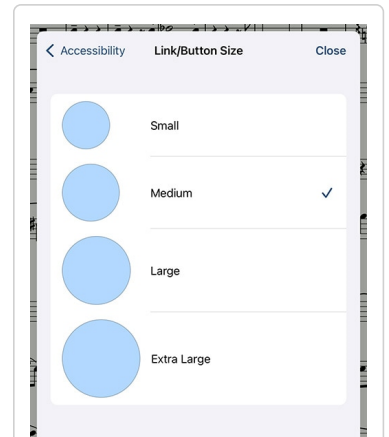 Accessibility Link/Button Size Close
Small
Medium
Large
Extra Large